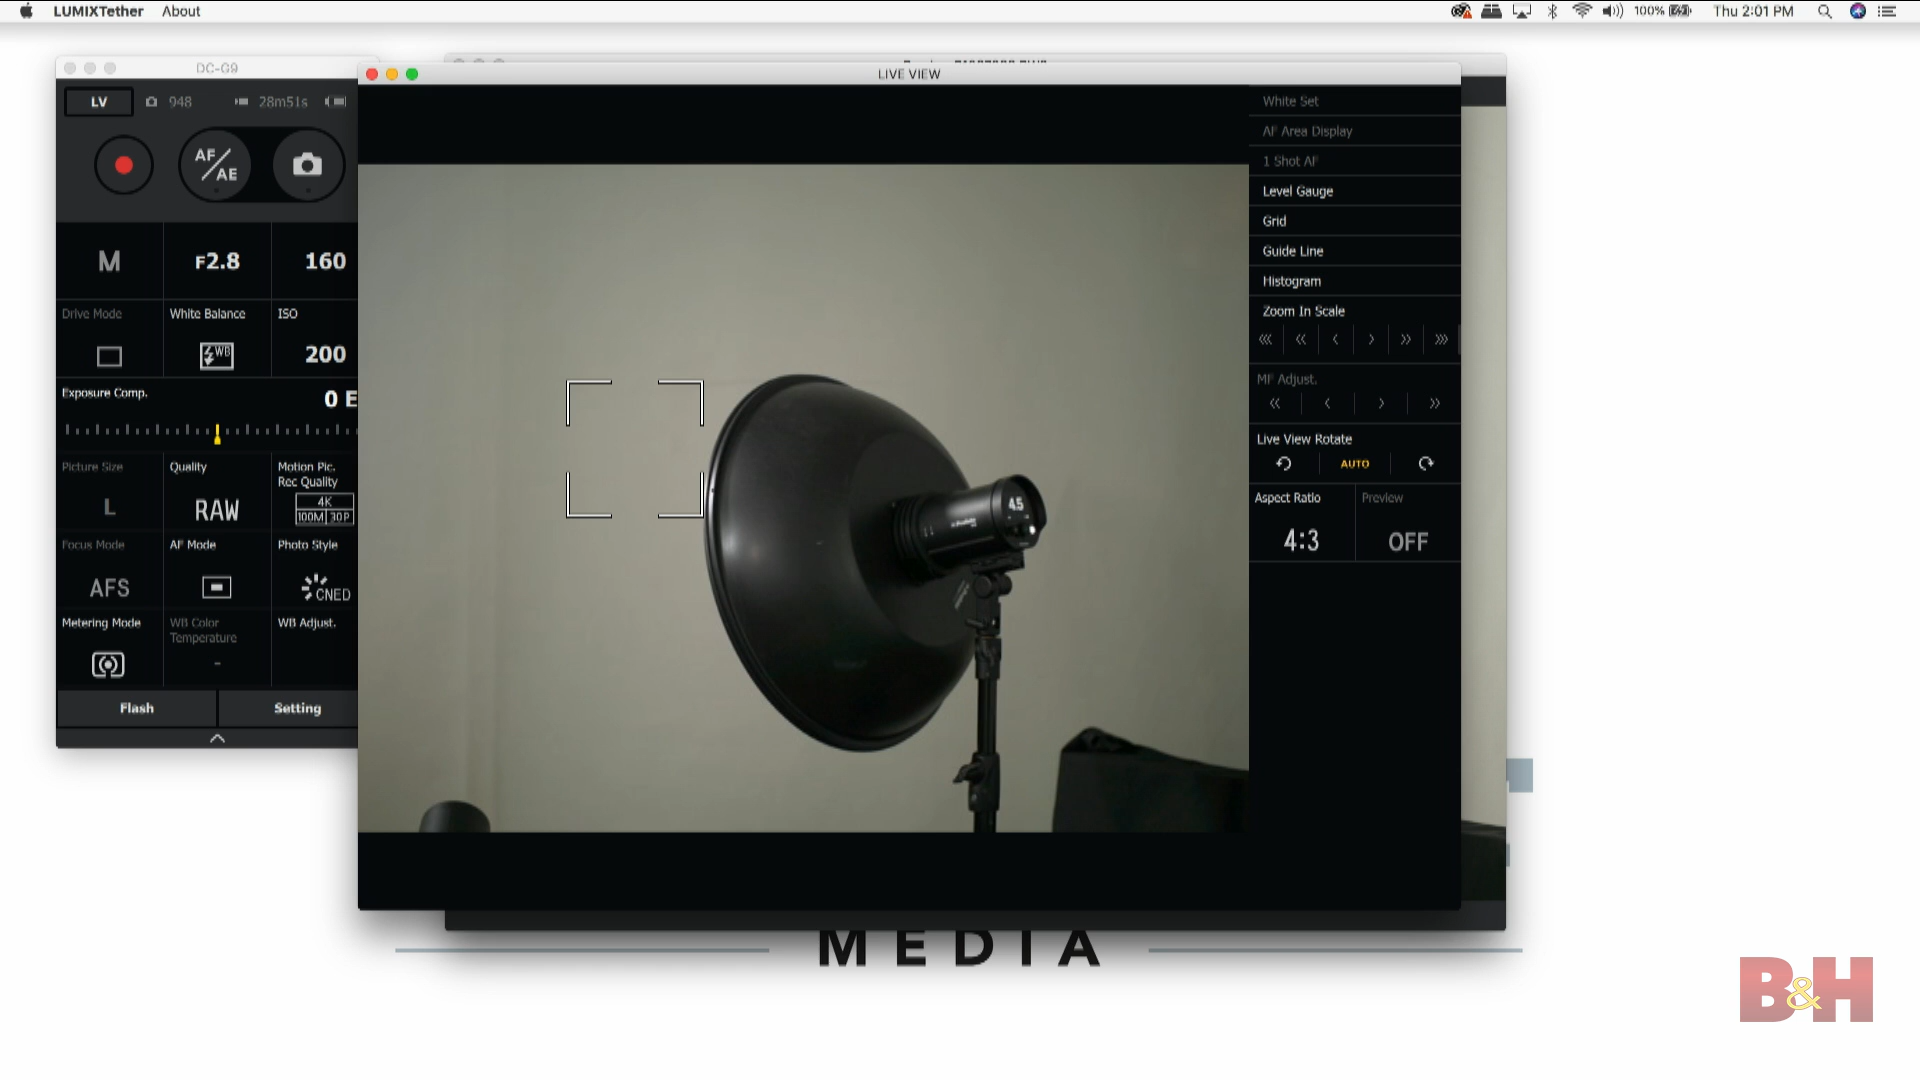 LUMIXTether About
100% Thu 2:01 PM
DC-G9
LIVE VIEW
LV 948 28m51s
AF/AE
M F2.8 160
Drive Mode White Balance ISO
WB 200
Exposure Comp. 0 E
Picture Size Quality Motion Pic. Rec Quality
L RAW 4K 100M 30P
Focus Mode AF Mode Photo Style
AFS CNED
Metering Mode WB Color Temperature WB Adjust.
-
Flash Setting
4.5
White Set
AF Area Display
1 Shot AF
Level Gauge
Grid
Guide Line
Histogram
Zoom In Scale
MF Adjust.
Live View Rotate
AUTO
Aspect Ratio Preview
4:3 OFF
MEDIA
B&H